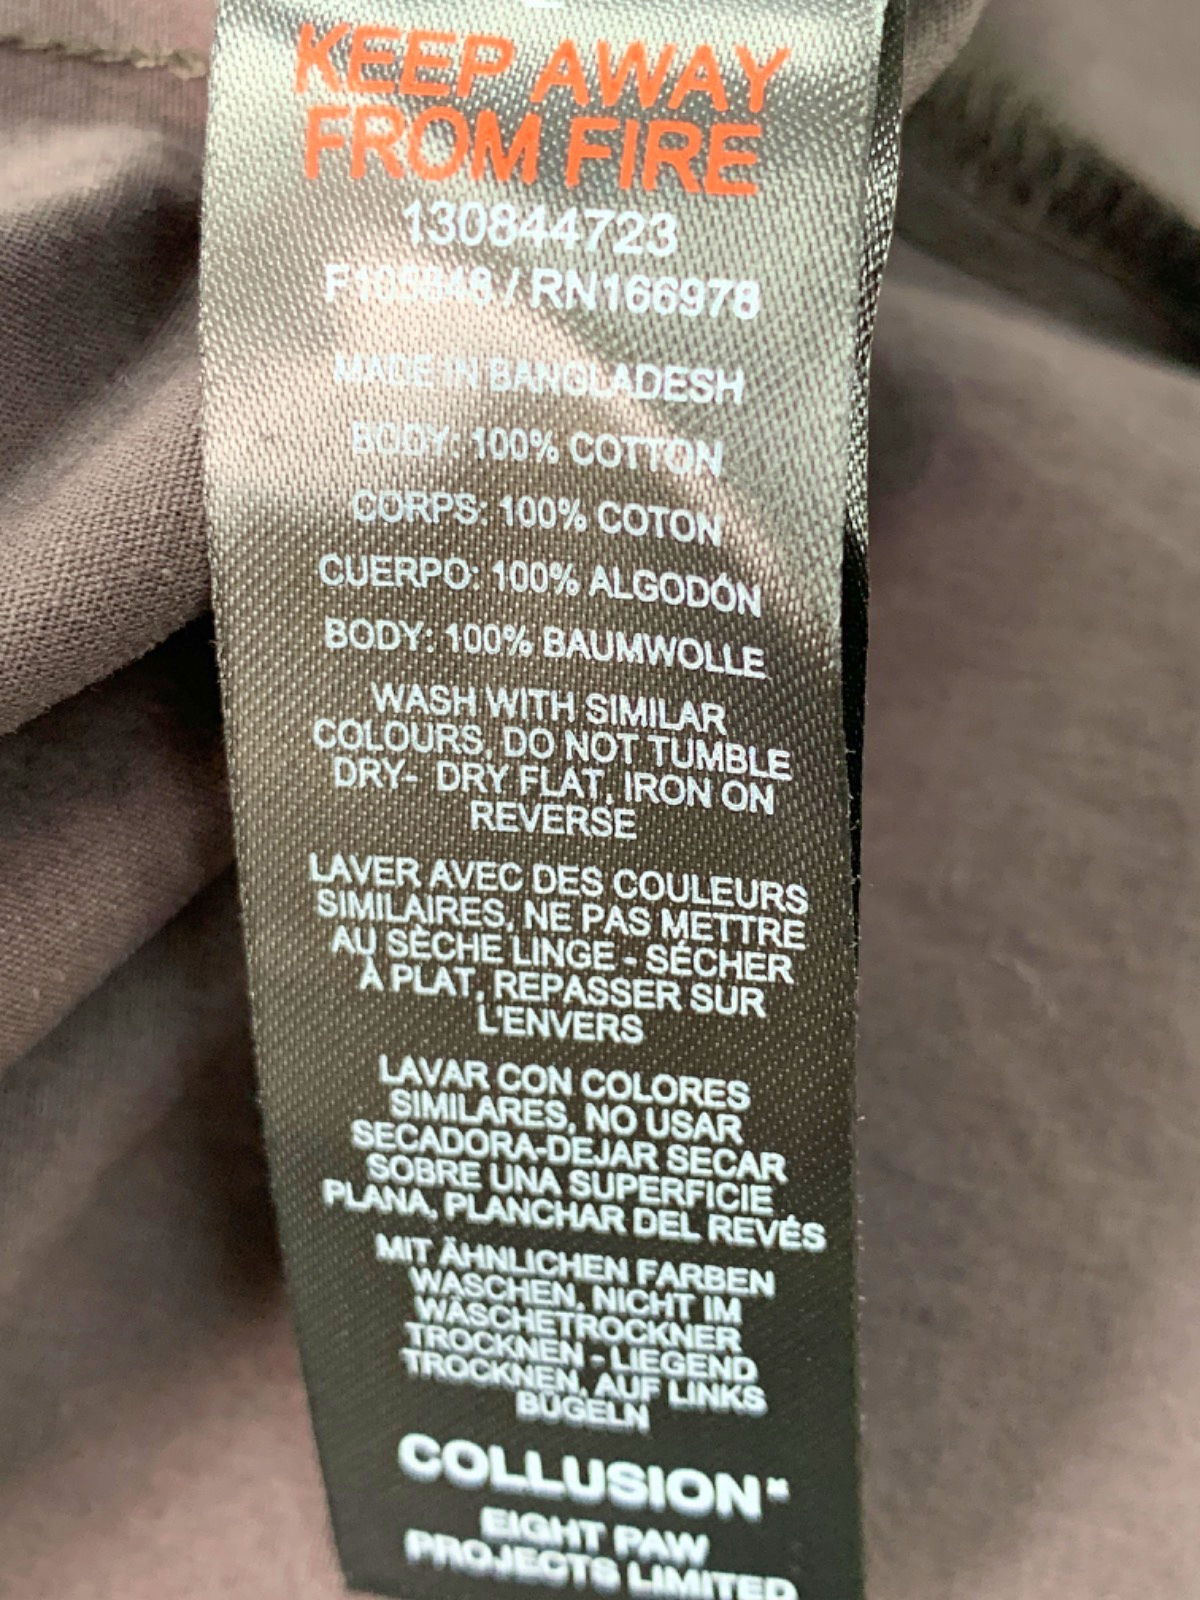 KEEP AWAY
FROM FIRE
130844723
/ RN166978
MADE IN BANGLADESH
BODY: 100% COTTON
CORPS: 100% COTON
CUERPO: 100% ALGODÓN
BODY: 100% BAUMWOLLE
WASH WITH SIMILAR
COLOURS, DO NOT TUMBLE
DRY- DRY FLAT, IRON ON
REVERSE
LAVER AVEC DES COULEURS
SIMILAIRES, NE PAS METTRE
AU SÈCHE LINGE - SÉCHER
À PLAT, REPASSER SUR
L'ENVERS
LAVAR CON COLORES
SIMILARES, NO USAR
SECADORA-DEJAR SECAR
SOBRE UNA SUPERFICIE
PLANA, PLANCHAR DEL REVÉS
MIT ÄHNLICHEN FARBEN
WASCHEN, NICHT IM
WÄSCHETROCKNER
TROCKNEN - LIEGEND
TROCKNEN, AUF LINKS
BÜGELN
COLLUSION™
EIGHT PAW
PROJECTS LIMITED